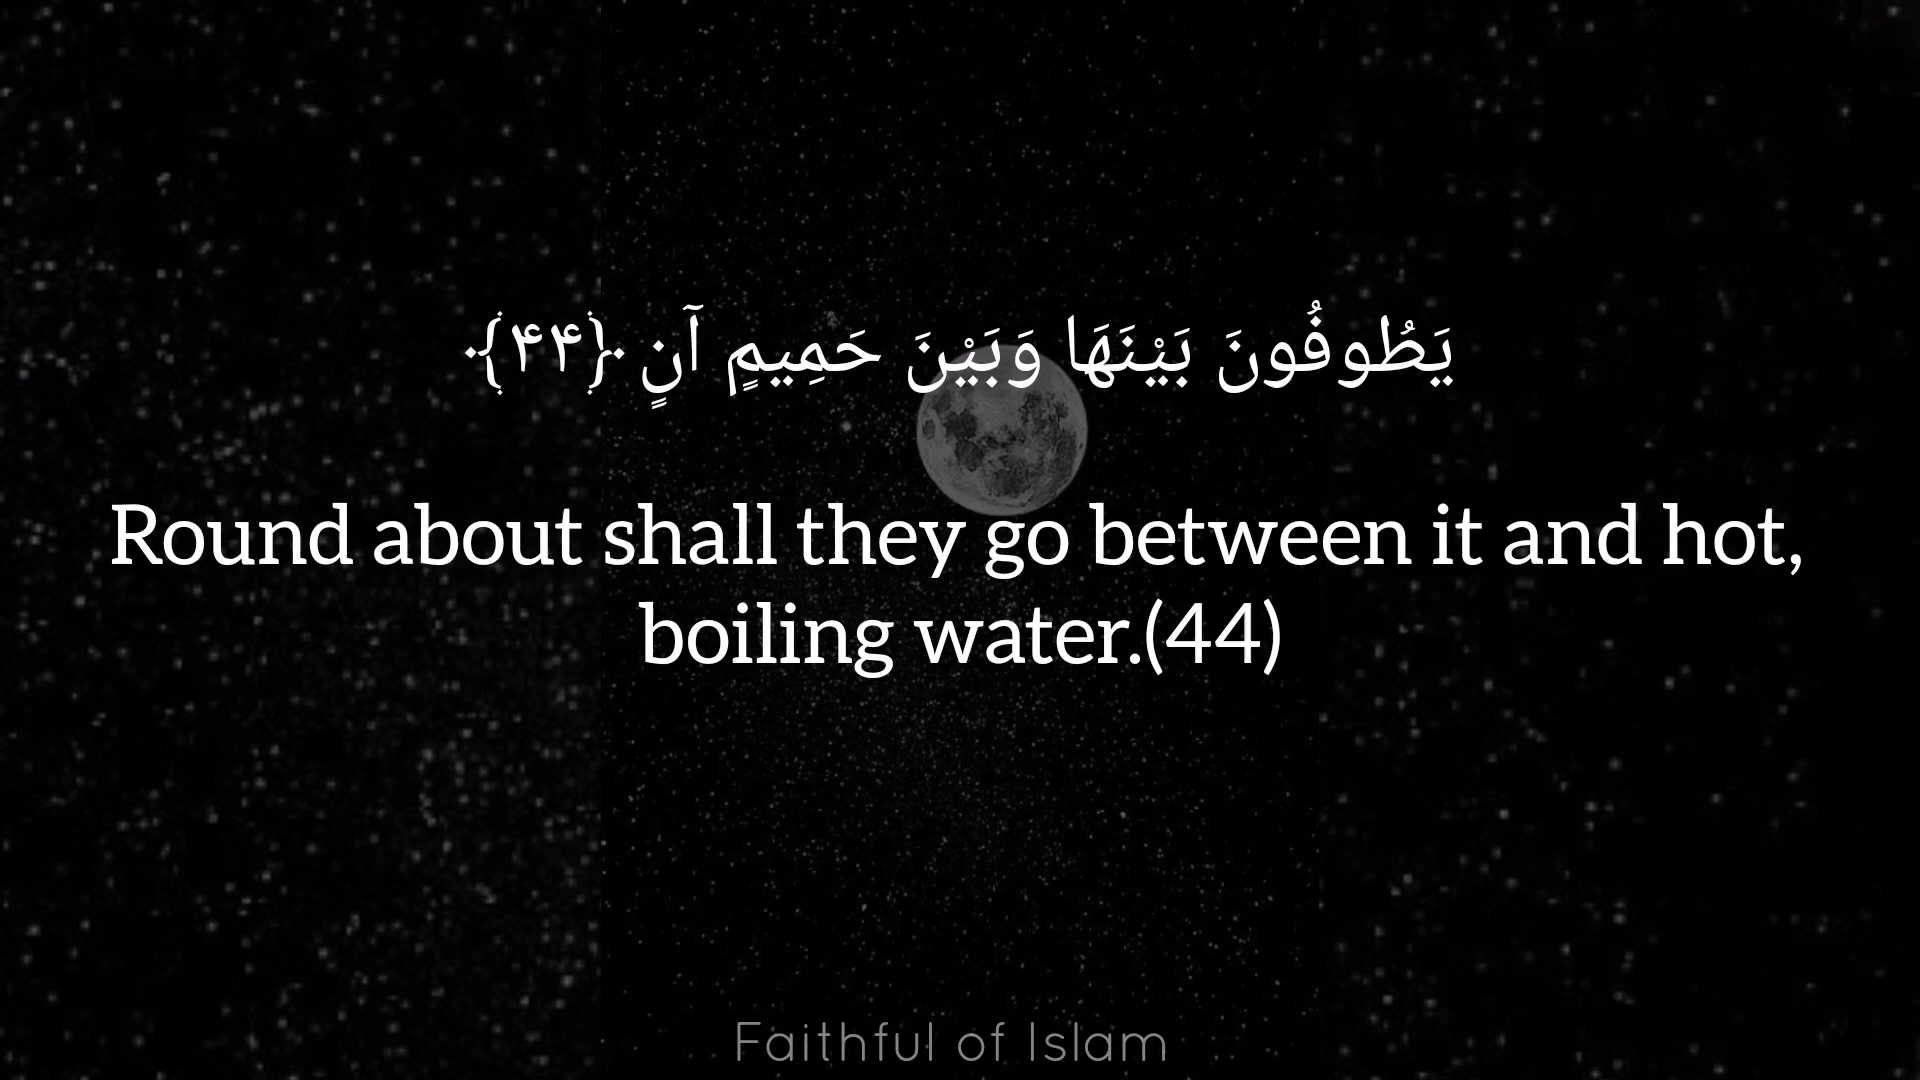 يَطُوفُونَ بَيْنَهَا وَبَيْنَ حَمِيمٍ آنٍ ﴿۴۴﴾
Round about shall they go between it and hot,
boiling water.(44)
Faithful of Islam